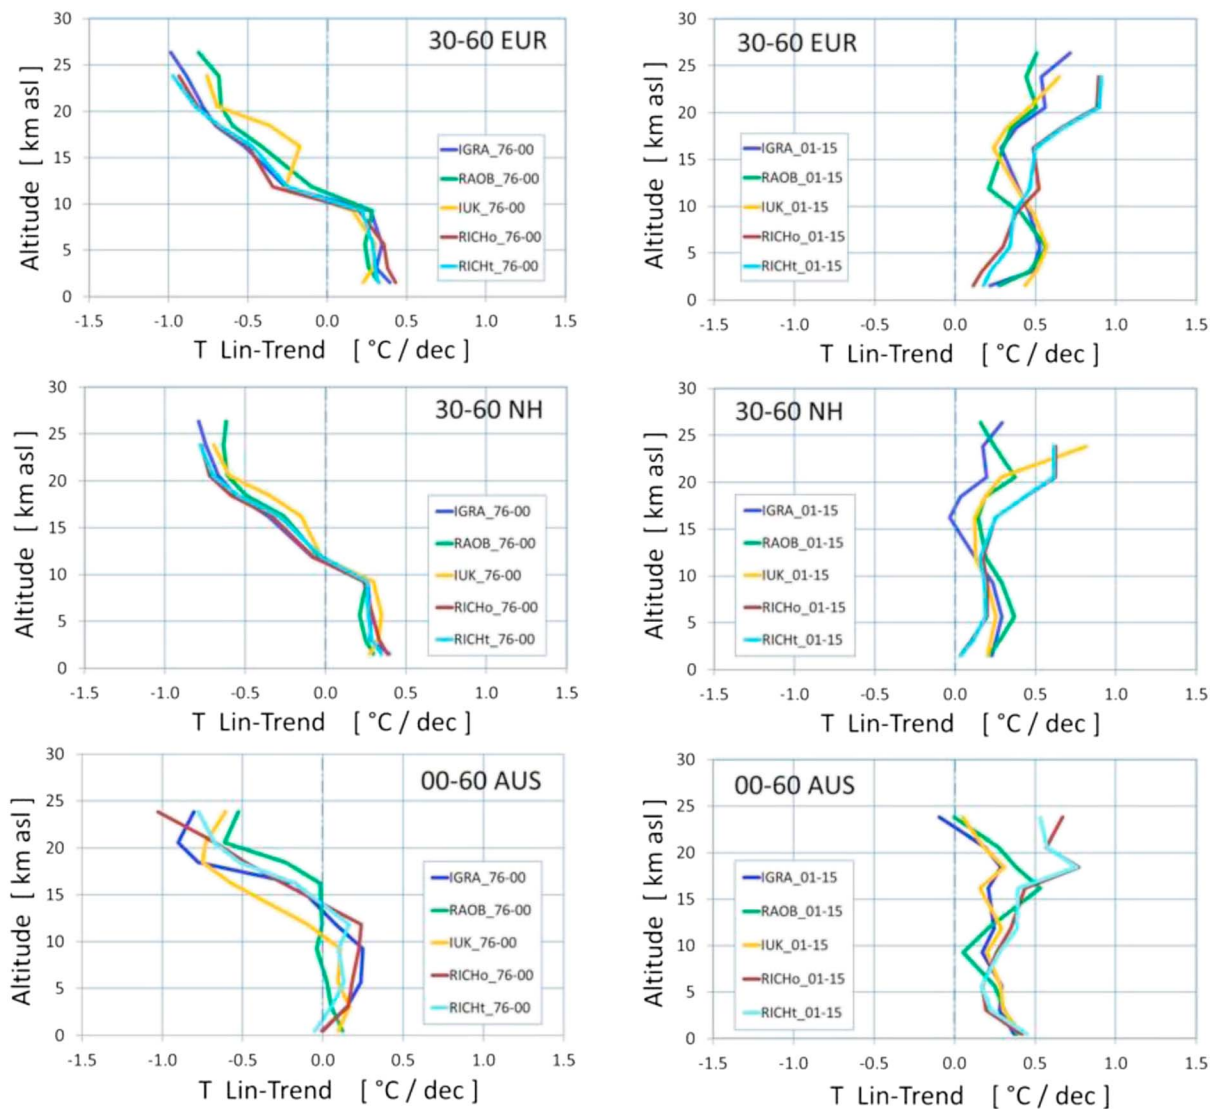 30-60 EUR
Altitude [ km asl ]
30
25
20
15
10
5
0
IGRA_76-00
RAOB_76-00
IUK_76-00
RICHo_76-00
RICHt_76-00
-1.5 -1.0 -0.5 0.0 0.5 1.0 1.5
T Lin-Trend [ °C / dec ]
30-60 EUR
Altitude [ km asl ]
30
25
20
15
10
5
0
IGRA_01-15
RAOB_01-15
IUK_01-15
RICHo_01-15
RICHt_01-15
-1.5 -1.0 -0.5 0.0 0.5 1.0 1.5
T Lin-Trend [ °C / dec ]
30-60 NH
Altitude [ km asl ]
30
25
20
15
10
5
0
IGRA_76-00
RAOB_76-00
IUK_76-00
RICHo_76-00
RICHt_76-00
-1.5 -1.0 -0.5 0.0 0.5 1.0 1.5
T Lin-Trend [ °C / dec ]
30-60 NH
Altitude [ km asl ]
30
25
20
15
10
5
0
IGRA_01-15
RAOB_01-15
IUK_01-15
RICHo_01-15
RICHt_01-15
-1.5 -1.0 -0.5 0.0 0.5 1.0 1.5
T Lin-Trend [ °C / dec ]
00-60 AUS
Altitude [ km asl ]
30
25
20
15
10
5
0
IGRA_76-00
RAOB_76-00
IUK_76-00
RICHo_76-00
RICHt_76-00
-1.5 -1.0 -0.5 0.0 0.5 1.0 1.5
T Lin-Trend [ °C / dec ]
00-60 AUS
Altitude [ km asl ]
30
25
20
15
10
5
0
IGRA_01-15
RAOB_01-15
IUK_01-15
RICHo_01-15
RICHt_01-15
-1.5 -1.0 -0.5 0.0 0.5 1.0 1.5
T Lin-Trend [ °C / dec ]